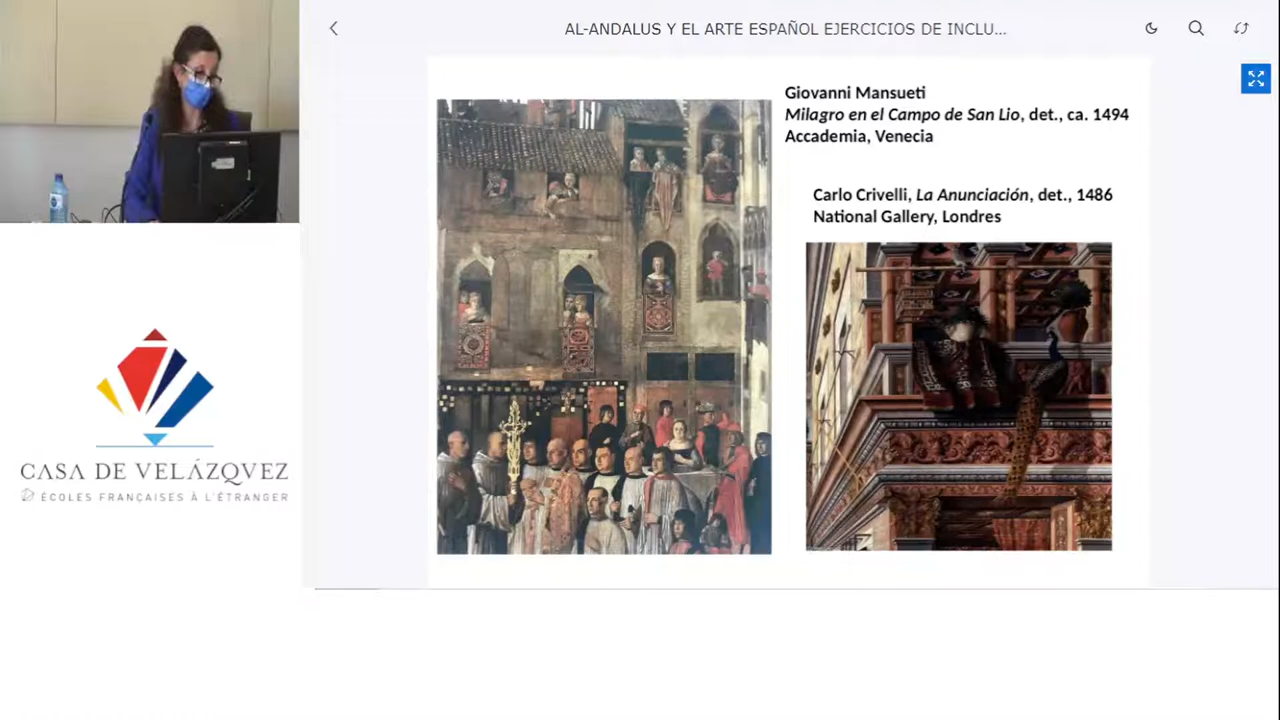 AL-ANDALUS Y EL ARTE ESPAÑOL EJERCICIOS DE INCLU...
Giovanni Mansueti
Milagro en el Campo de San Lio, det., ca. 1494
Accademia, Venecia
Carlo Crivelli, La Anunciación, det., 1486
National Gallery, Londres
CASA DE VELÁZQVEZ
ÉCOLES FRANÇAISES À L'ÉTRANGER